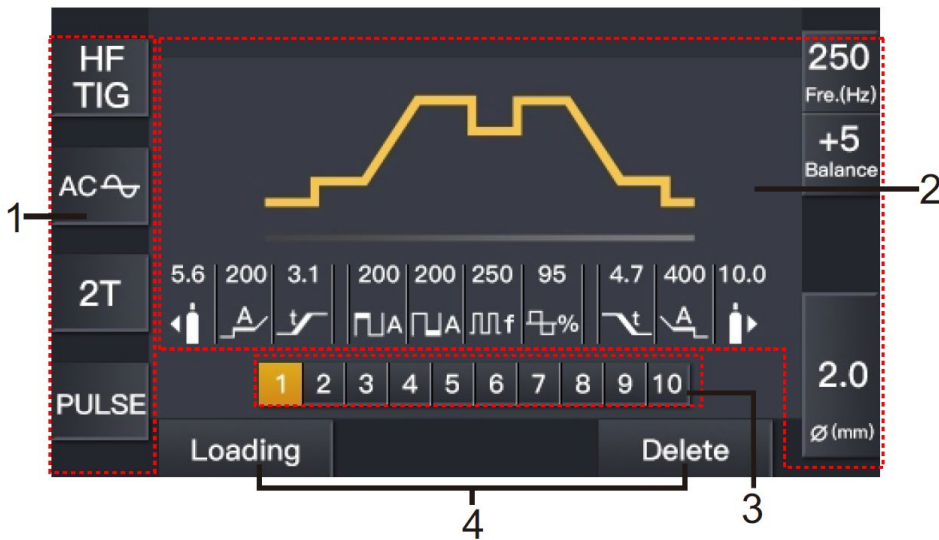 HF
TIG
AC
2T
PULSE
250
Fre.(Hz)
+5
Balance
2.0
Ø (mm)
5.6 200 3.1 200 200 250 95 4.7 400 10.0
A t A A f % t A
1 2 3 4 5 6 7 8 9 10
Loading Delete
1
2
3
4